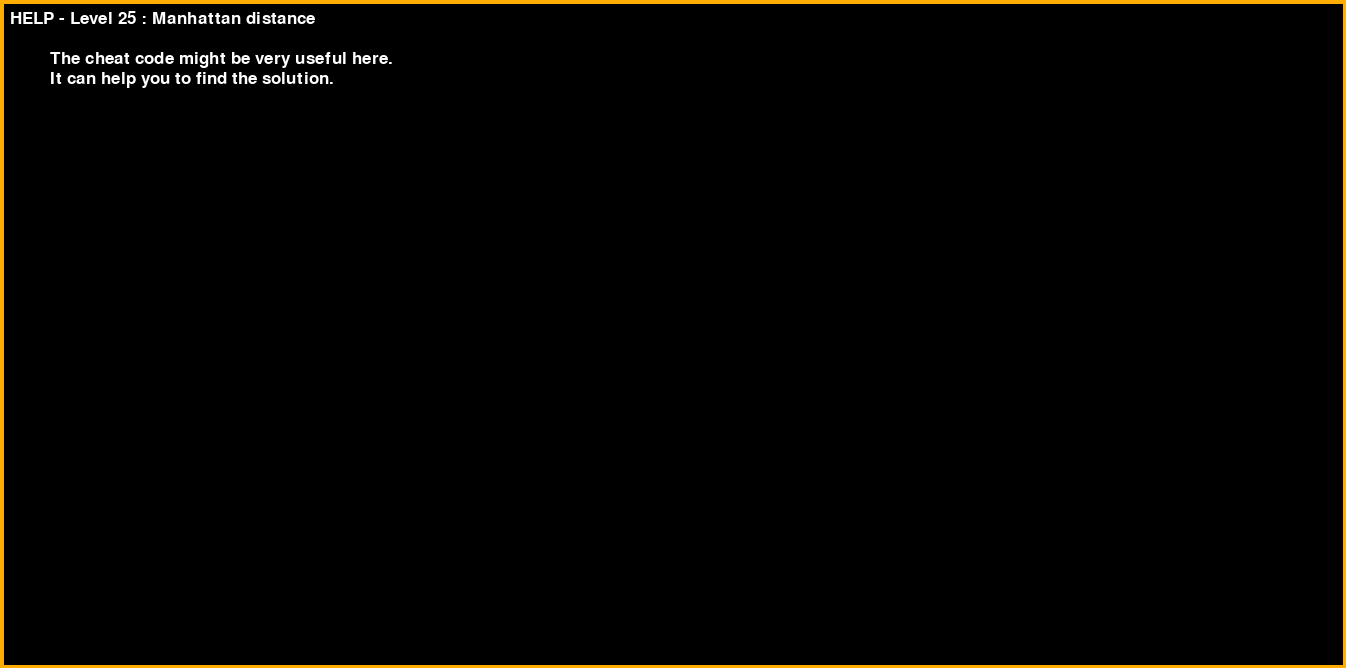 HELP - Level 25 : Manhattan distance
The cheat code might be very useful here.
It can help you to find the solution.